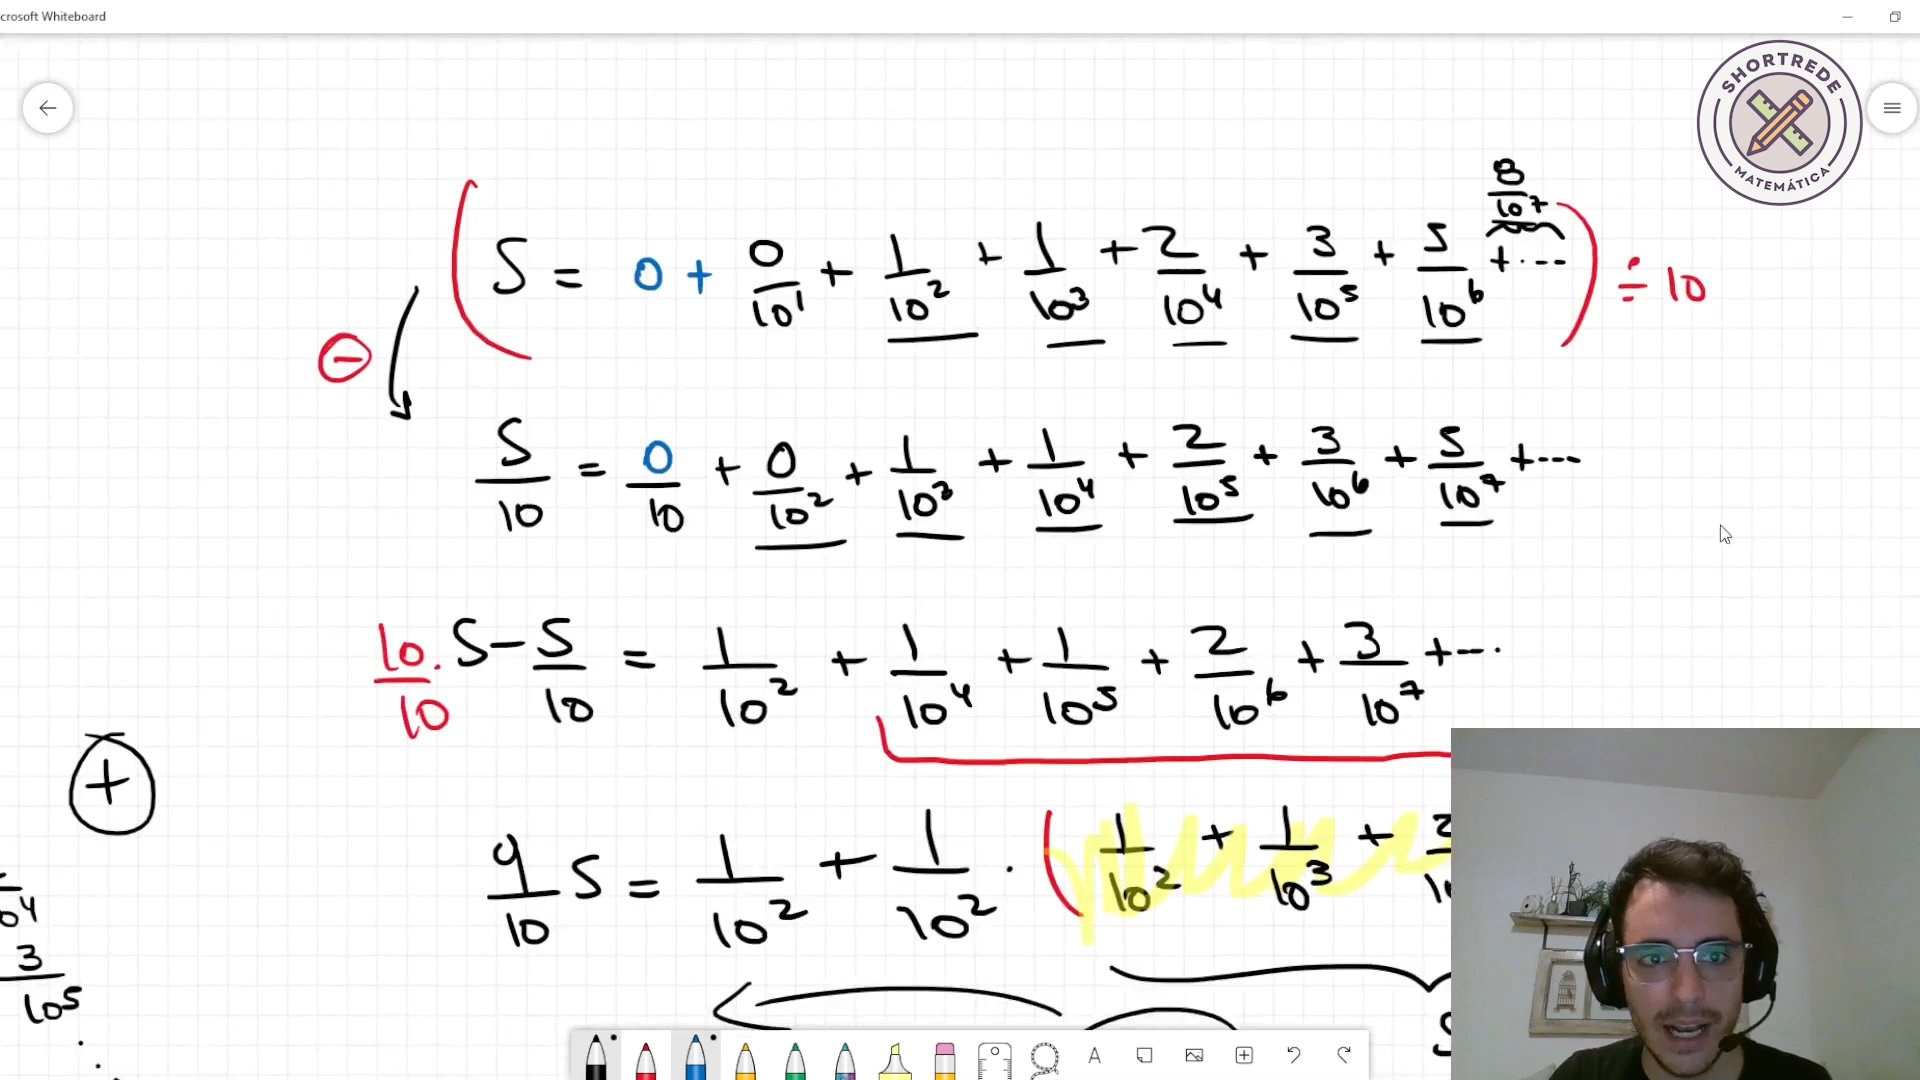 crosoft Whiteboard
SHORTREDE
MATEMÁTICA
8/10⁷
S = 0 + 0/10¹ + 1/10² + 1/10³ + 2/10⁴ + 3/10⁵ + 5/10⁶ + ... ÷ 10
−
S/10 = 0/10 + 0/10² + 1/10³ + 1/10⁴ + 2/10⁵ + 3/10⁶ + 5/10⁷ + ...
10/10 . S − S/10 = 1/10² + 1/10⁴ + 1/10⁵ + 2/10⁶ + 3/10⁷ + ...
+
9/10 S = 1/10² + 1/10² . ( 1/10² + 1/10³ +
3/10⁵
A